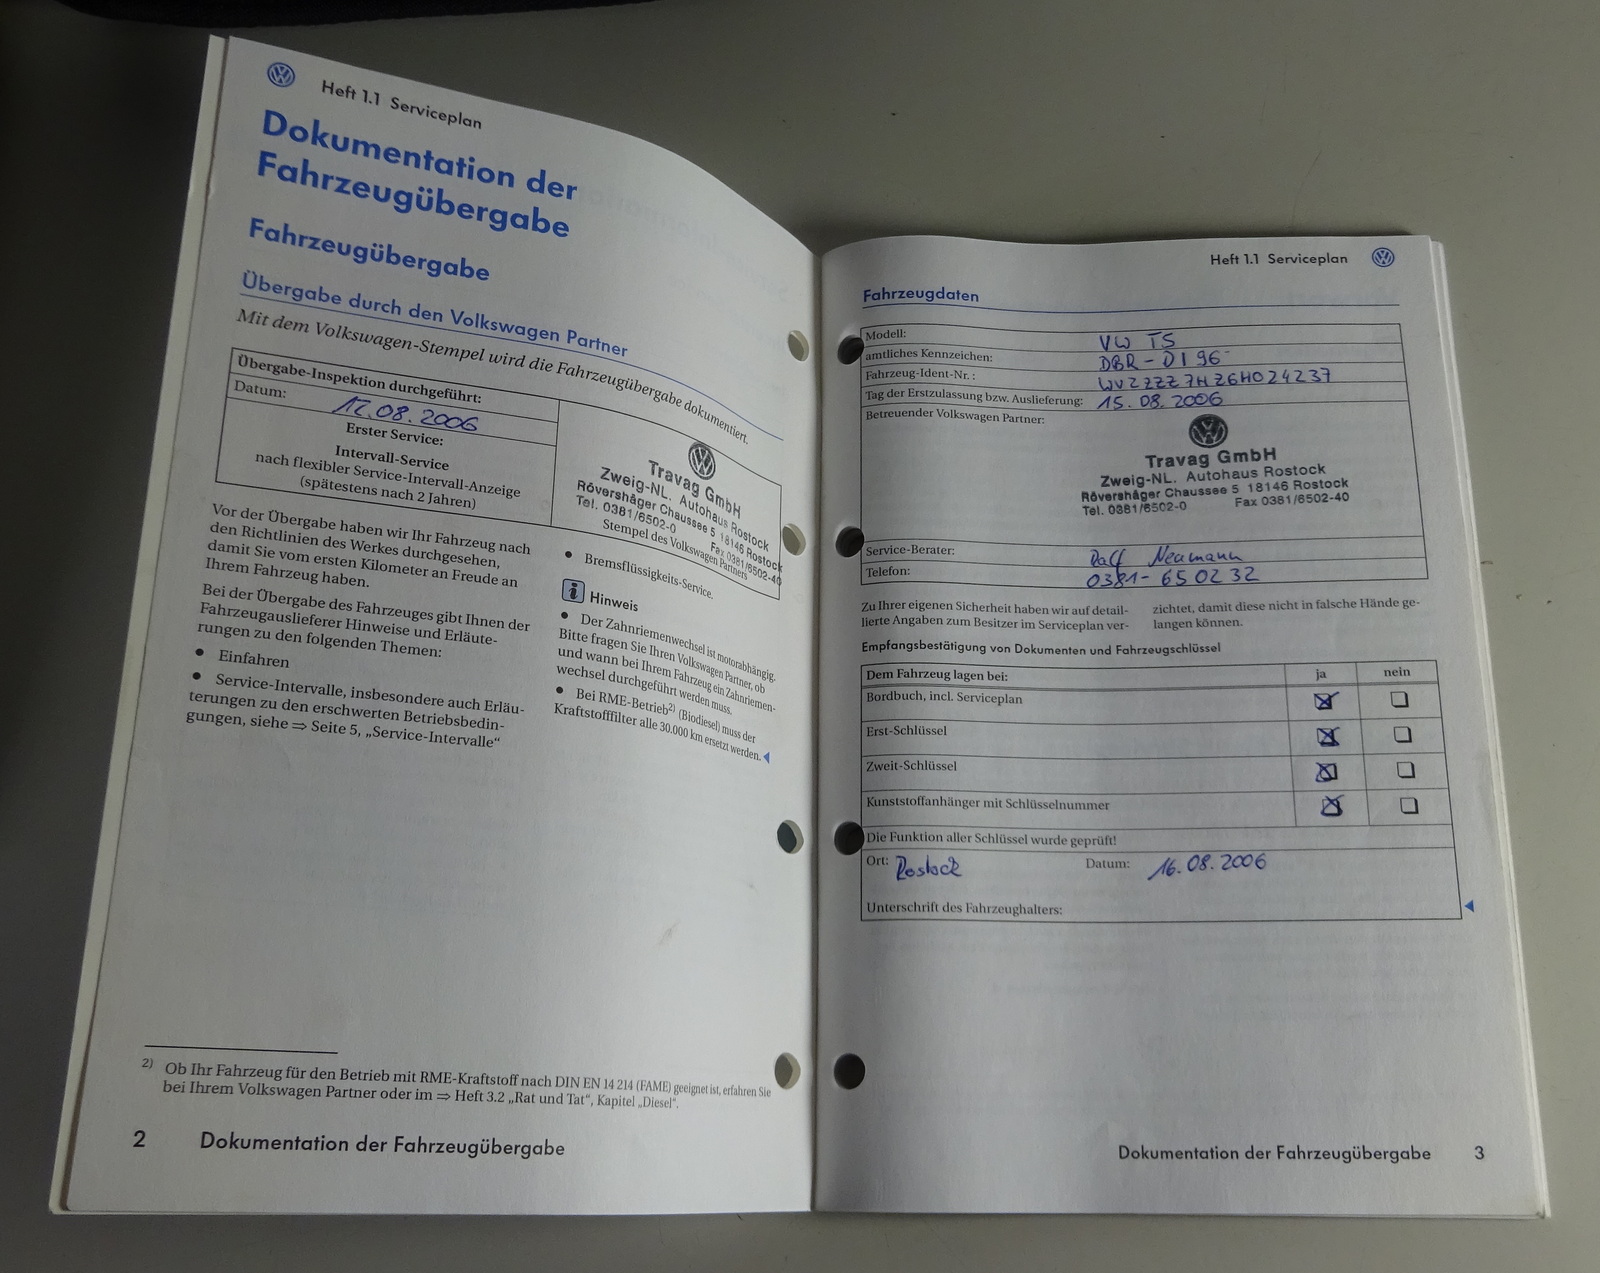 Heft 1.1 Serviceplan
Dokumentation der
Fahrzeugübergabe
Fahrzeugübergabe
Übergabe durch den Volkswagen Partner
Mit dem Volkswagen-Stempel wird die Fahrzeugübergabe dokumentiert.
Übergabe-Inspektion durchgeführt:
Datum: 12.08.2006
Erster Service:
Intervall-Service
nach flexibler Service-Intervall-Anzeige
(spätestens nach 2 Jahren)
Travag GmbH
Zweig-NL. Autohaus Rostock
Rövershäger Chaussee 5 18146 Rostock
Tel. 0381/6502-0 Fax 0381/6502-40
Stempel des Volkswagen Partners
Vor der Übergabe haben wir Ihr Fahrzeug nach
den Richtlinien des Werkes durchgesehen,
damit Sie vom ersten Kilometer an Freude an
Ihrem Fahrzeug haben.
Bei der Übergabe des Fahrzeuges gibt Ihnen der
Fahrzeugauslieferer Hinweise und Erläute-
rungen zu den folgenden Themen:
• Einfahren
• Service-Intervalle, insbesondere auch Erläu-
terungen zu den erschwerten Betriebsbedin-
gungen, siehe ⇒ Seite 5, „Service-Intervalle“
• Bremsflüssigkeits-Service.
i Hinweis
• Der Zahnriemenwechsel ist motorabhängig.
Bitte fragen Sie Ihren Volkswagen Partner, ob
und wann bei Ihrem Fahrzeug ein Zahnriemen-
wechsel durchgeführt werden muss.
• Bei RME-Betrieb2) (Biodiesel) muss der
Kraftstofffilter alle 30.000 km ersetzt werden.
2) Ob Ihr Fahrzeug für den Betrieb mit RME-Kraftstoff nach DIN EN 14 214 (FAME) geeignet ist, erfahren Sie
bei Ihrem Volkswagen Partner oder im ⇒ Heft 3.2 „Rat und Tat“, Kapitel „Diesel“.
2 Dokumentation der Fahrzeugübergabe
Heft 1.1 Serviceplan
Fahrzeugdaten
Modell: VW T5
amtliches Kennzeichen: DBR-DI 96
Fahrzeug-Ident-Nr.: WV2ZZZ7HZ6H024237
Tag der Erstzulassung bzw. Auslieferung: 15.08.2006
Betreuender Volkswagen Partner:
Travag GmbH
Zweig-NL. Autohaus Rostock
Rövershäger Chaussee 5 18146 Rostock
Tel. 0381/6502-0 Fax 0381/6502-40
Service-Berater: Ralf Neumann
Telefon: 0381-6502 32
Zu Ihrer eigenen Sicherheit haben wir auf detail-
lierte Angaben zum Besitzer im Serviceplan ver-
zichtet, damit diese nicht in falsche Hände ge-
langen können.
Empfangsbestätigung von Dokumenten und Fahrzeugschlüssel
Dem Fahrzeug lagen bei: ja nein
Bordbuch, incl. Serviceplan
Erst-Schlüssel
Zweit-Schlüssel
Kunststoffanhänger mit Schlüsselnummer
Die Funktion aller Schlüssel wurde geprüft!
Ort: Rostock Datum: 16.08.2006
Unterschrift des Fahrzeughalters:
Dokumentation der Fahrzeugübergabe 3